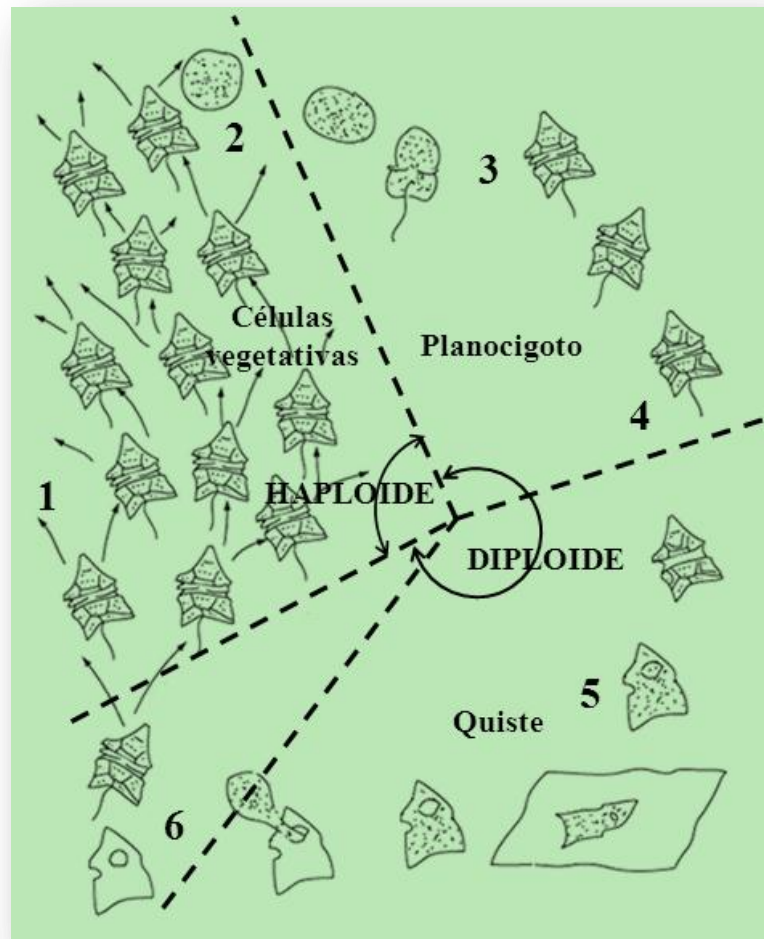 2
3
Células
vegetativas
Planocigoto
4
1
HAPLOIDE
DIPLOIDE
5
Quiste
6